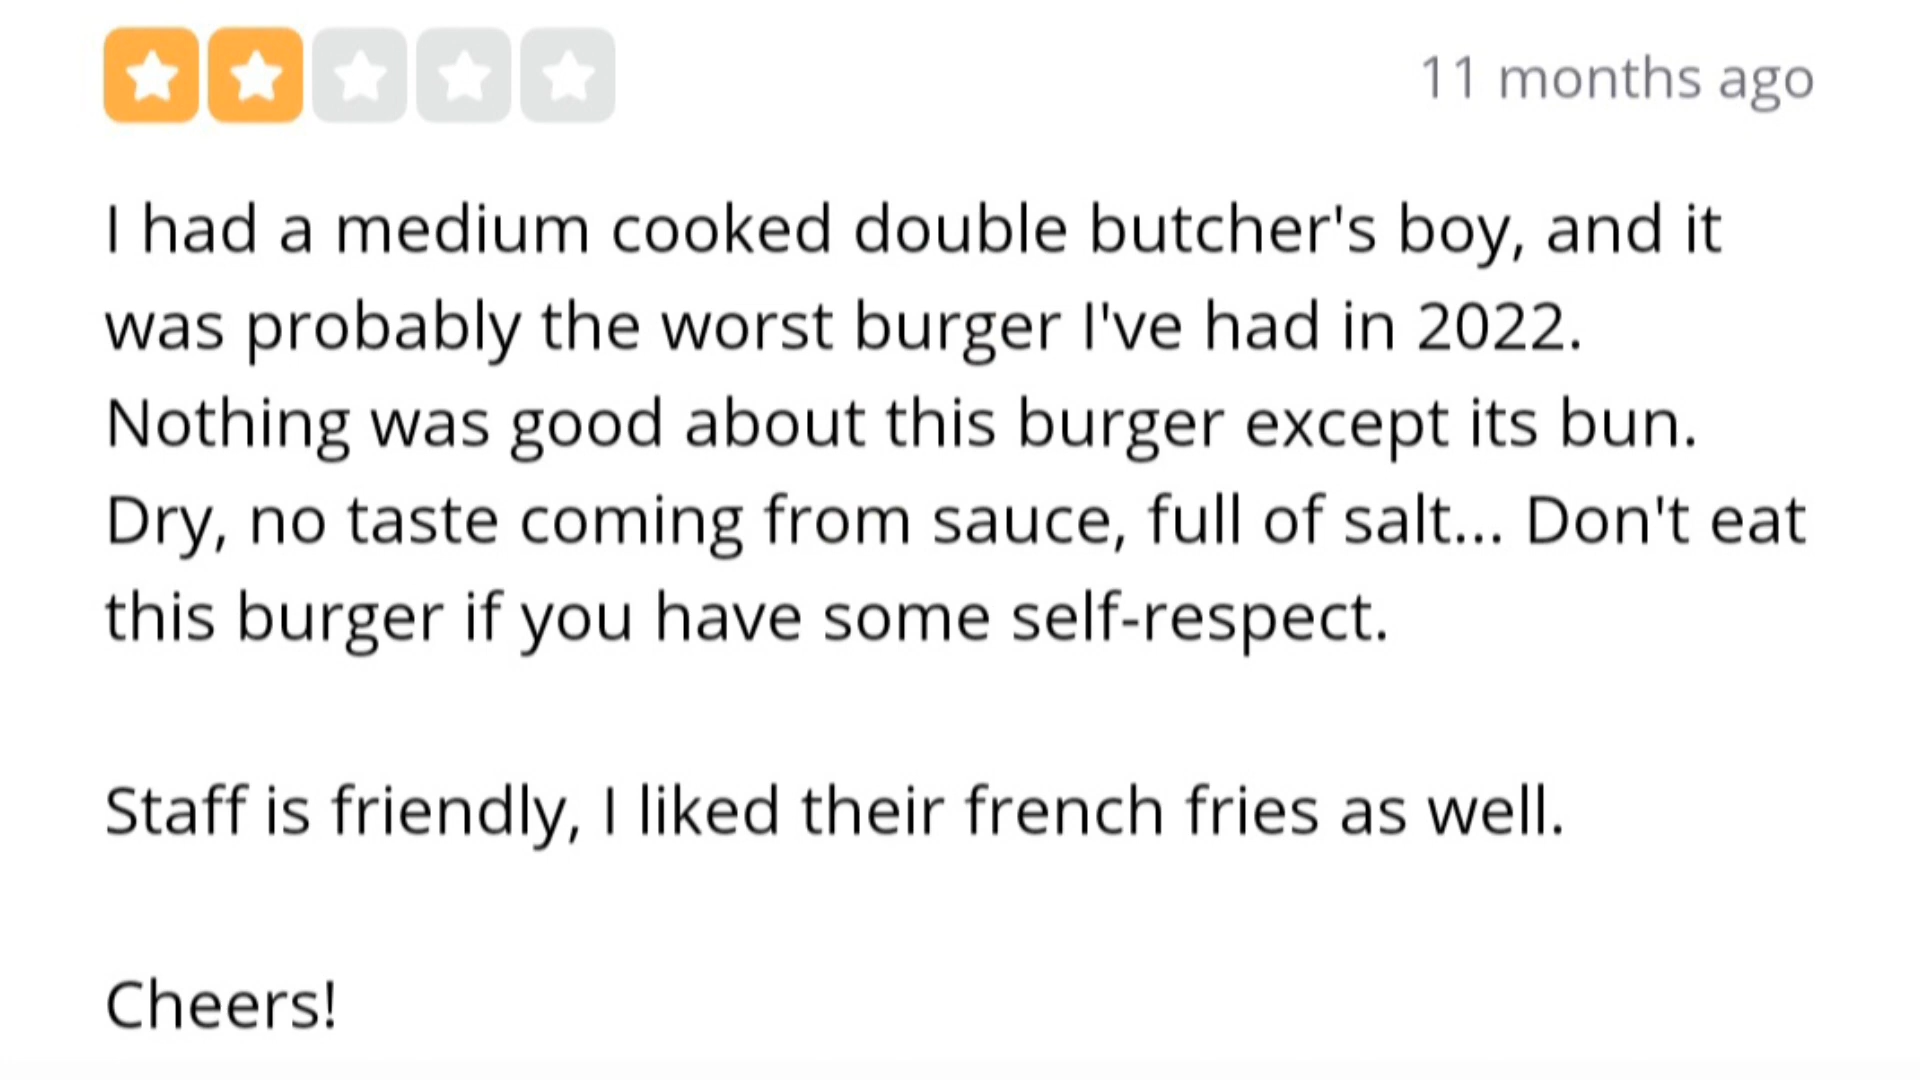 11 months ago
I had a medium cooked double butcher's boy, and it
was probably the worst burger I've had in 2022.
Nothing was good about this burger except its bun.
Dry, no taste coming from sauce, full of salt... Don't eat
this burger if you have some self-respect.
Staff is friendly, I liked their french fries as well.
Cheers!